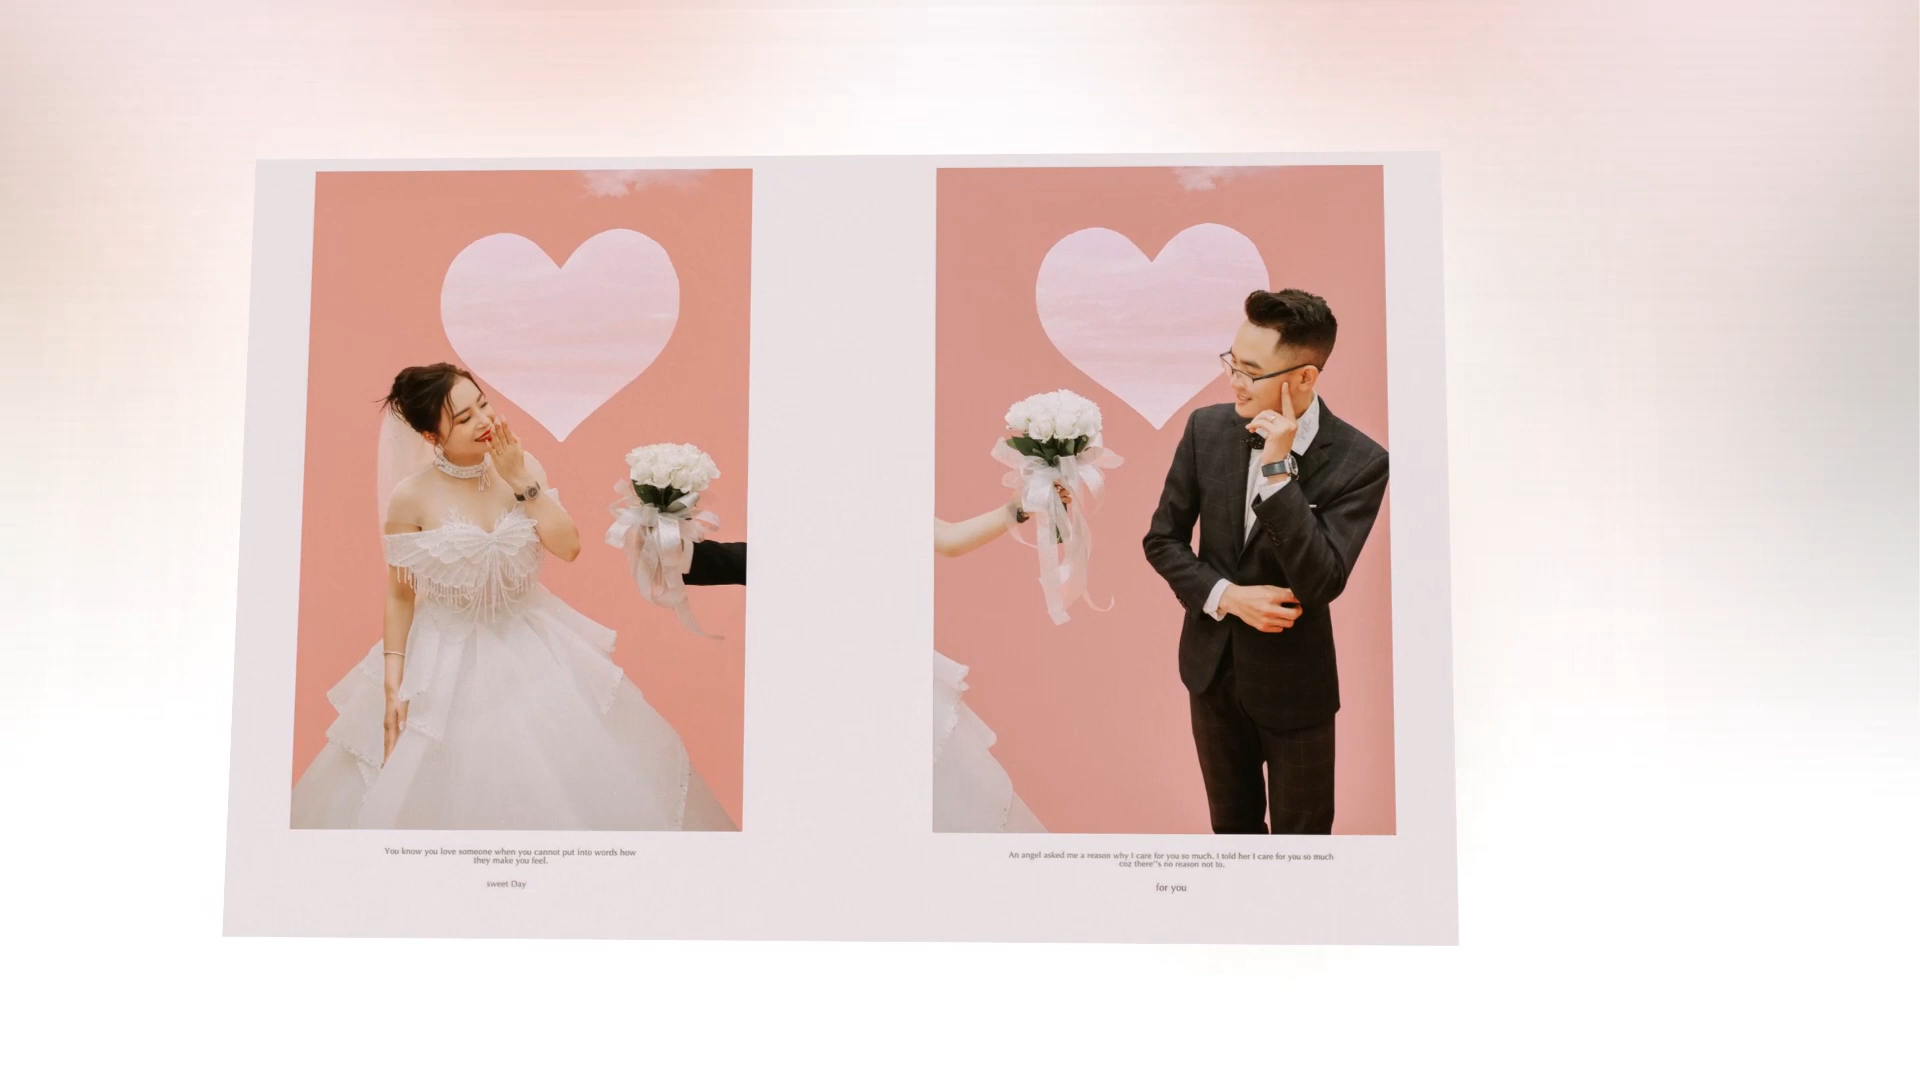 You know you love someone when you cannot put into words how
they make you feel.
sweet Day
An angel asked me a reason why I care for you so much. I told her I care for you so much
coz there''s no reason not to.
for you